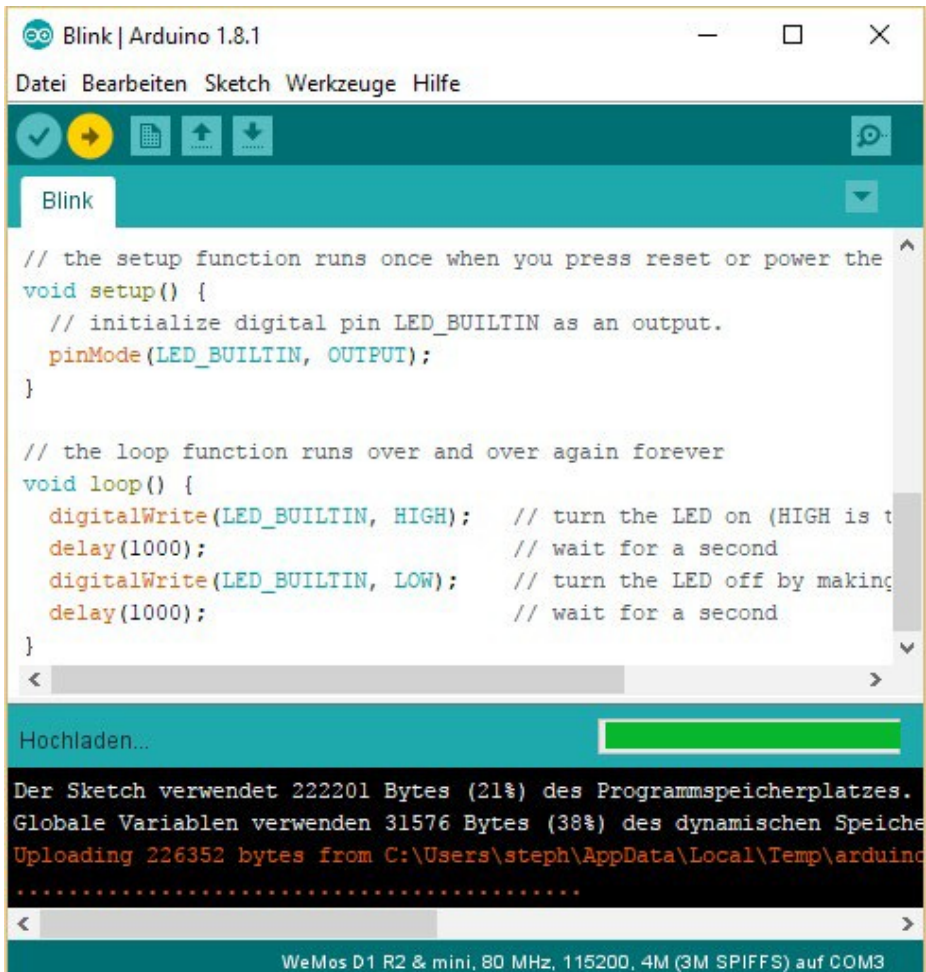 Blink | Arduino 1.8.1
Datei Bearbeiten Sketch Werkzeuge Hilfe
Blink
// the setup function runs once when you press reset or power the
void setup() {
  // initialize digital pin LED_BUILTIN as an output.
  pinMode(LED_BUILTIN, OUTPUT);
}
// the loop function runs over and over again forever
void loop() {
  digitalWrite(LED_BUILTIN, HIGH);   // turn the LED on (HIGH is t
  delay(1000);                       // wait for a second
  digitalWrite(LED_BUILTIN, LOW);    // turn the LED off by making
  delay(1000);                       // wait for a second
}
Hochladen...
Der Sketch verwendet 222201 Bytes (21%) des Programmspeicherplatzes.
Globale Variablen verwenden 31576 Bytes (38%) des dynamischen Speiche
Uploading 226352 bytes from C:\Users\steph\AppData\Local\Temp\arduino
...........................................
WeMos D1 R2 & mini, 80 MHz, 115200, 4M (3M SPIFFS) auf COM3